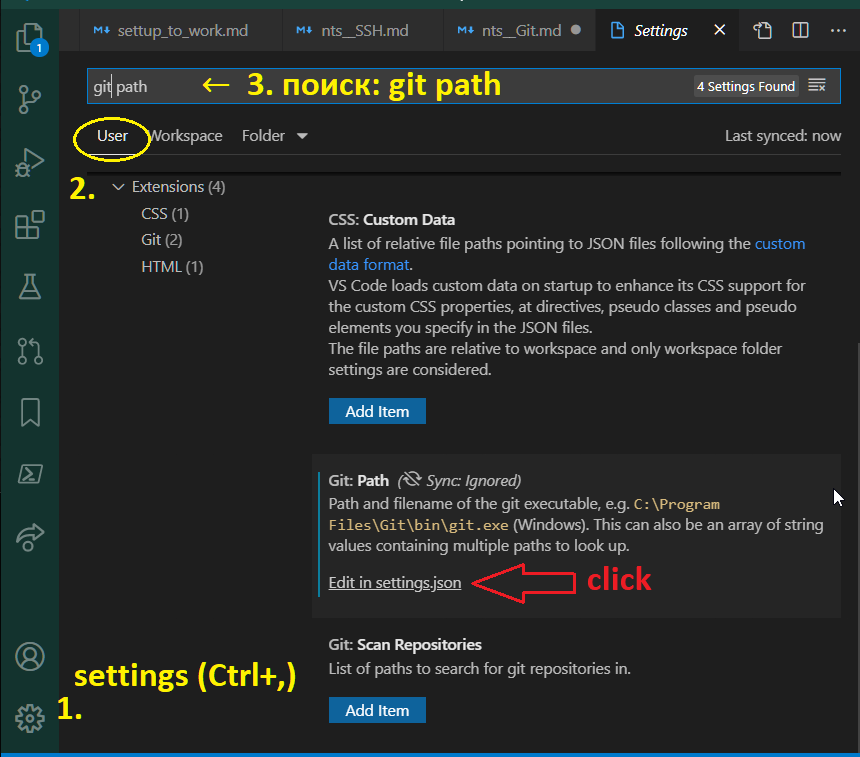 settup_to_work.md
nts__SSH.md
nts__Git.md
Settings
1
git path
← 3. поиск: git path
4 Settings Found
User
Workspace
Folder
Last synced: now
2.
Extensions (4)
CSS (1)
Git (2)
HTML (1)
CSS: Custom Data
A list of relative file paths pointing to JSON files following the custom
data format.
VS Code loads custom data on startup to enhance its CSS support for
the custom CSS properties, at directives, pseudo classes and pseudo
elements you specify in the JSON files.
The file paths are relative to workspace and only workspace folder
settings are considered.
Add Item
Git: Path (Sync: Ignored)
Path and filename of the git executable, e.g. C:\Program
Files\Git\bin\git.exe (Windows). This can also be an array of string
values containing multiple paths to look up.
Edit in settings.json
click
Git: Scan Repositories
List of paths to search for git repositories in.
Add Item
settings (Ctrl+,)
1.